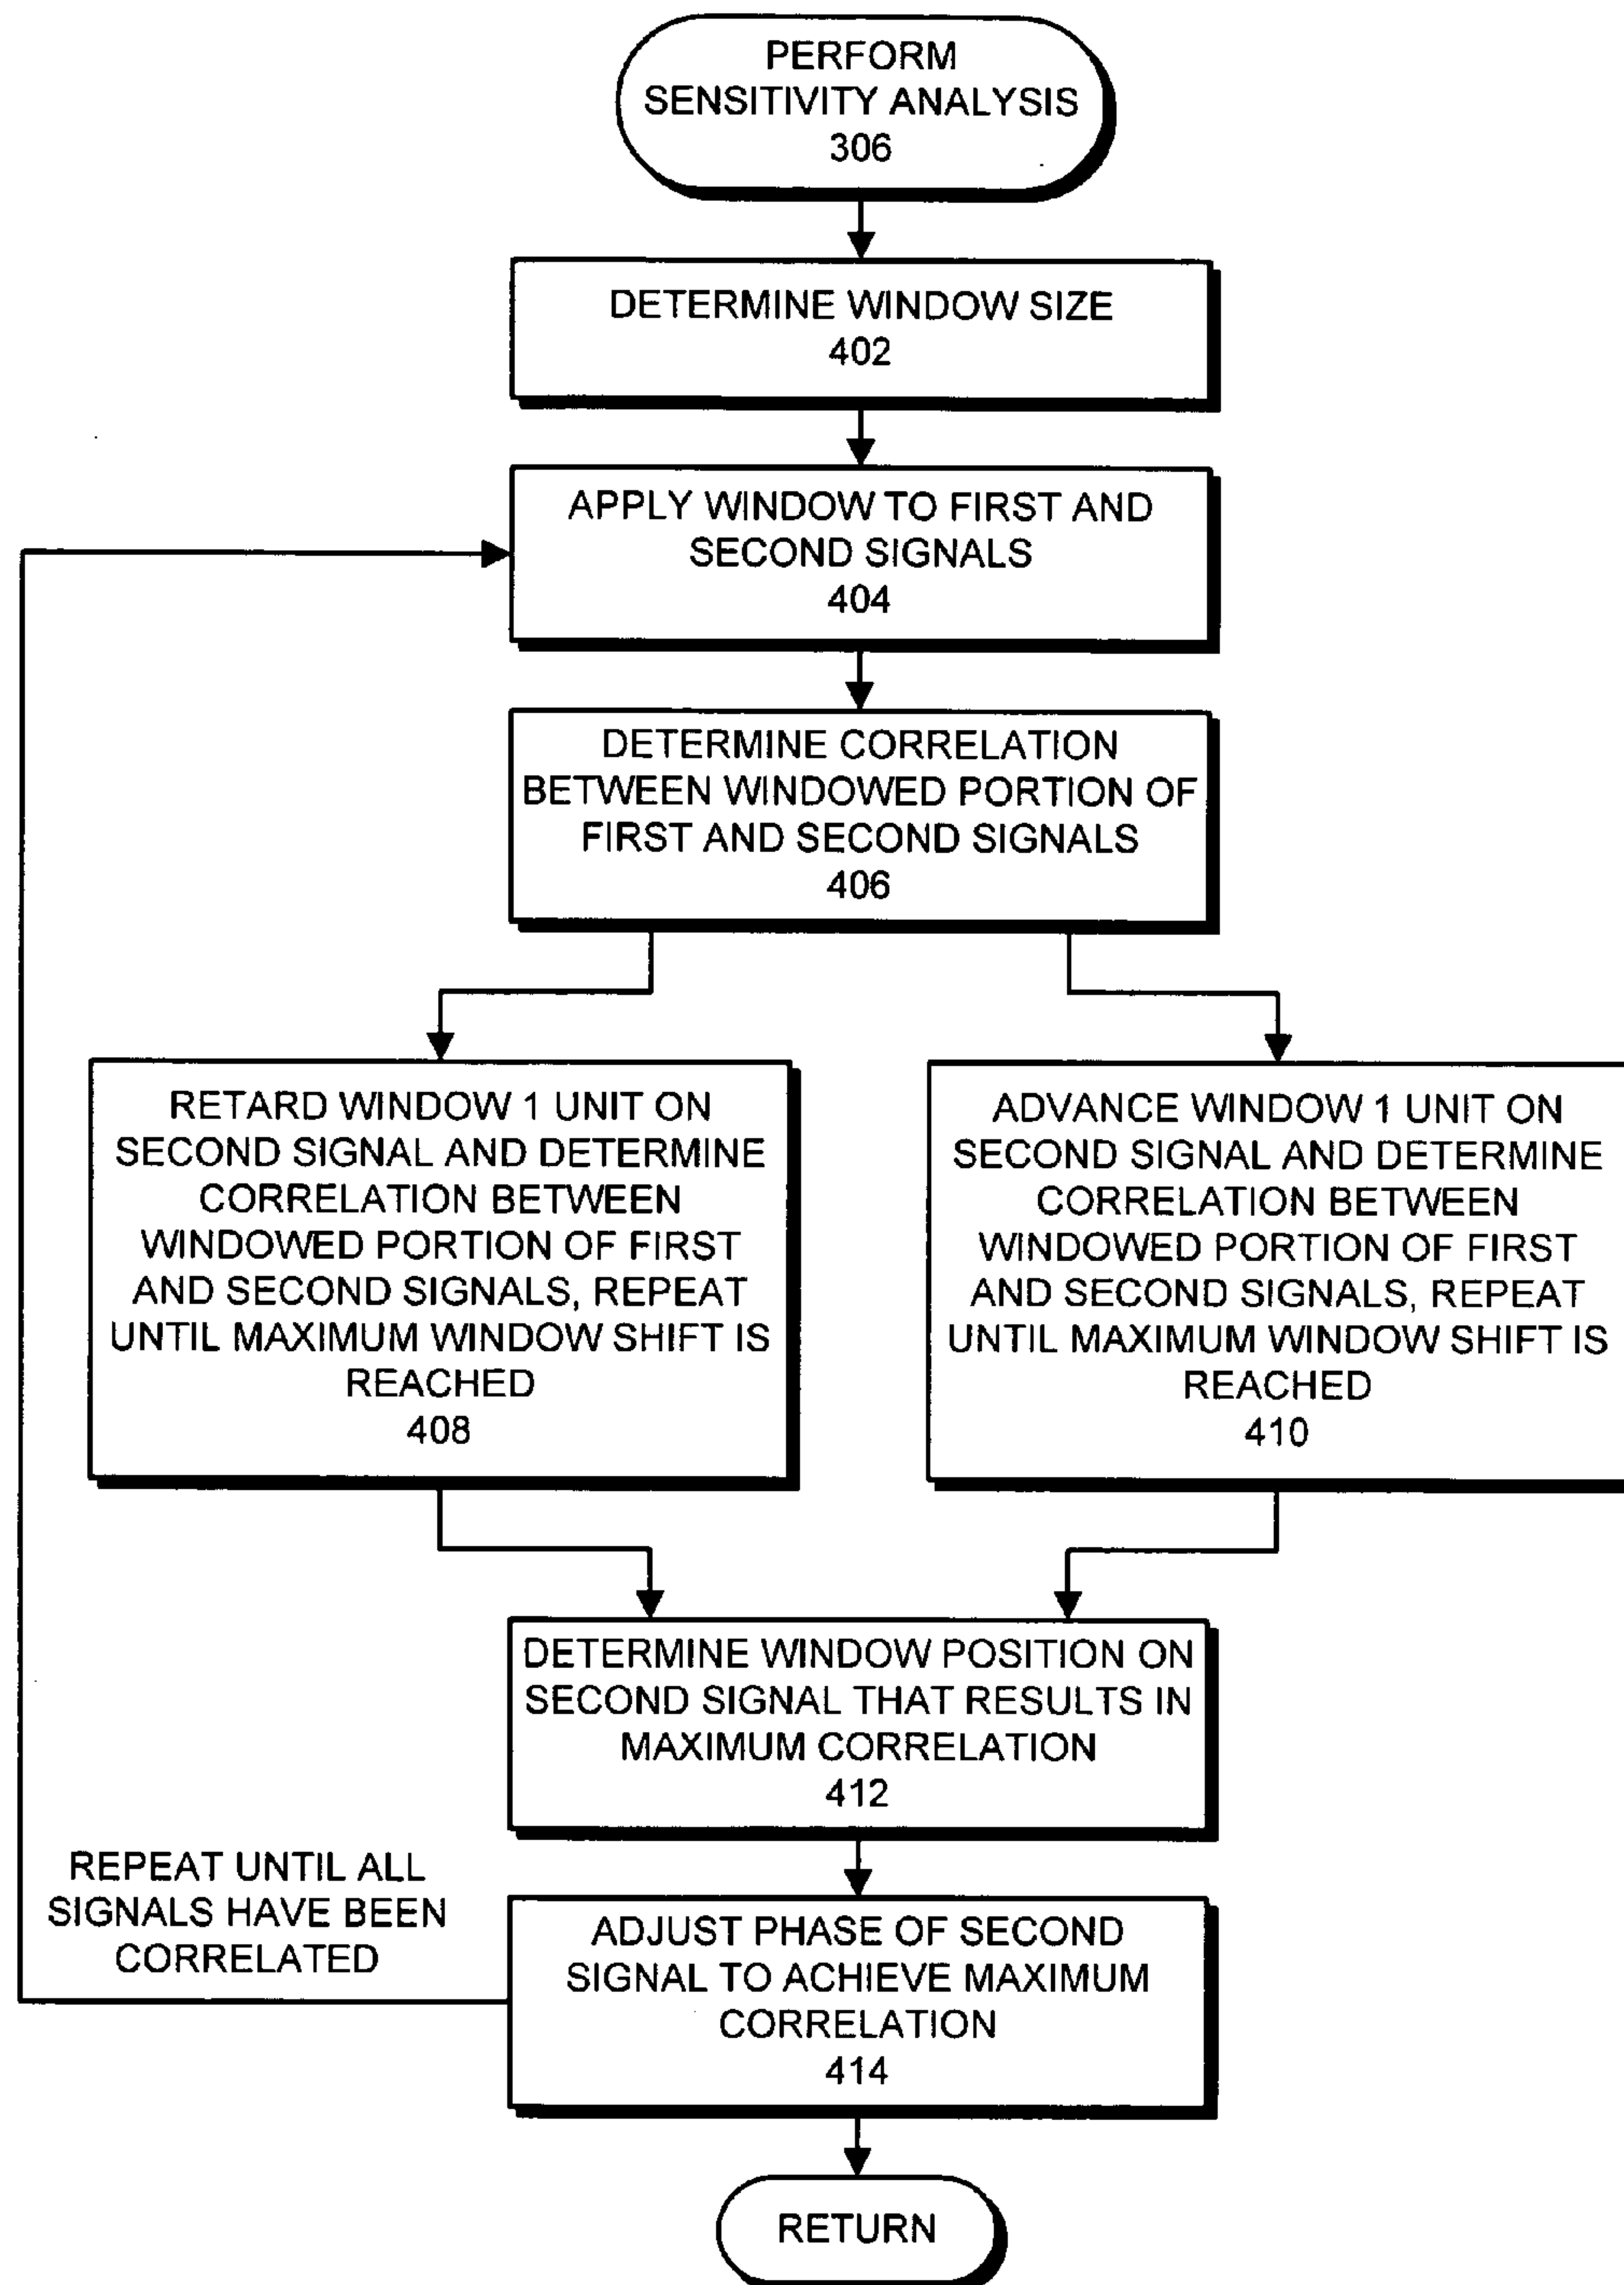 PERFORM
SENSITIVITY ANALYSIS
306
DETERMINE WINDOW SIZE
402
APPLY WINDOW TO FIRST AND
SECOND SIGNALS
404
DETERMINE CORRELATION
BETWEEN WINDOWED PORTION OF
FIRST AND SECOND SIGNALS
406
RETARD WINDOW 1 UNIT ON
SECOND SIGNAL AND DETERMINE
CORRELATION BETWEEN
WINDOWED PORTION OF FIRST
AND SECOND SIGNALS, REPEAT
UNTIL MAXIMUM WINDOW SHIFT IS
REACHED
408
ADVANCE WINDOW 1 UNIT ON
SECOND SIGNAL AND DETERMINE
CORRELATION BETWEEN
WINDOWED PORTION OF FIRST
AND SECOND SIGNALS, REPEAT
UNTIL MAXIMUM WINDOW SHIFT IS
REACHED
410
DETERMINE WINDOW POSITION ON
SECOND SIGNAL THAT RESULTS IN
MAXIMUM CORRELATION
412
REPEAT UNTIL ALL
SIGNALS HAVE BEEN
CORRELATED
ADJUST PHASE OF SECOND
SIGNAL TO ACHIEVE MAXIMUM
CORRELATION
414
RETURN